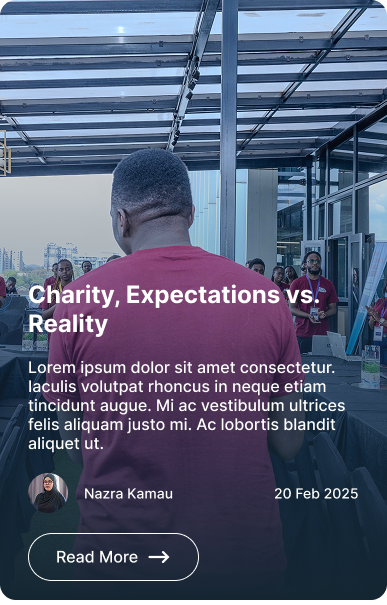 Charity, Expectations vs.
Reality
Lorem ipsum dolor sit amet consectetur.
Iaculis volutpat rhoncus in neque etiam
tincidunt augue. Mi ac vestibulum ultrices
felis aliquam justo mi. Ac lobortis blandit
aliquet ut.
Nazra Kamau
20 Feb 2025
Read More